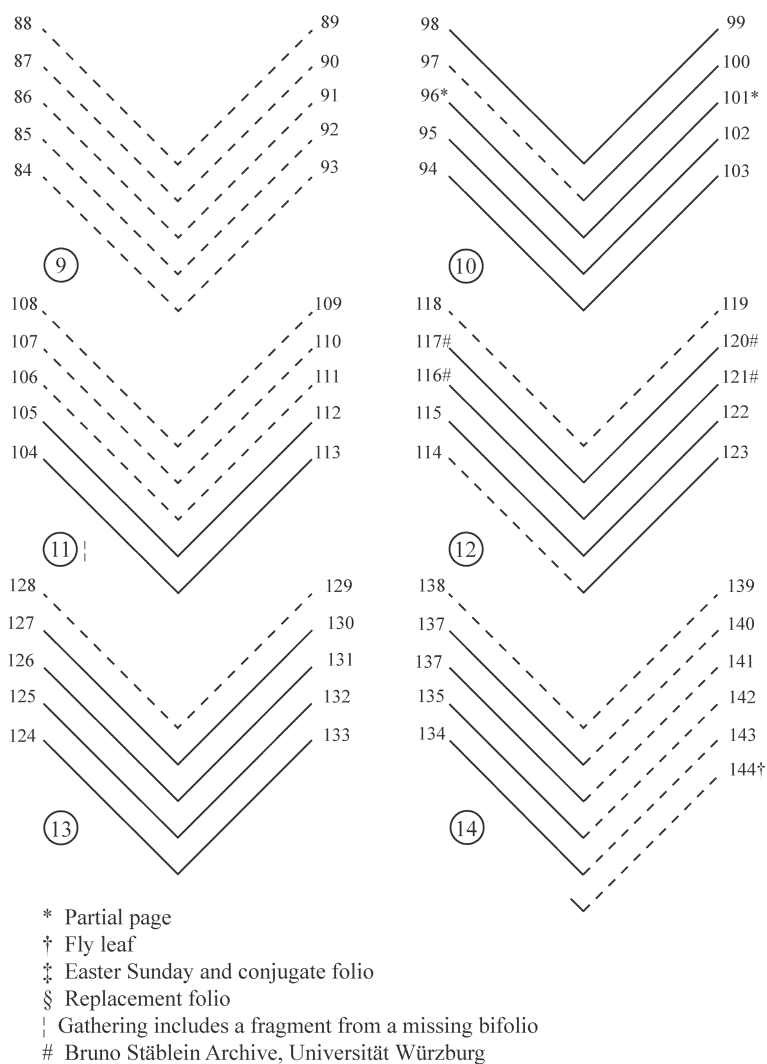 88 89 98 99
87 90 97 100
86 91 96* 101*
85 92 95 102
84 93 94 103
9 10
108 109 118 119
107 110 117# 120#
106 111 116# 121#
105 112 115 122
104 113 114 123
11 ¦ 12
128 129 138 139
127 130 137 140
126 131 137 141
125 132 135 142
124 133 134 143
144†
13 14
* Partial page
† Fly leaf
‡ Easter Sunday and conjugate folio
§ Replacement folio
¦ Gathering includes a fragment from a missing bifolio
# Bruno Stäblein Archive, Universität Würzburg